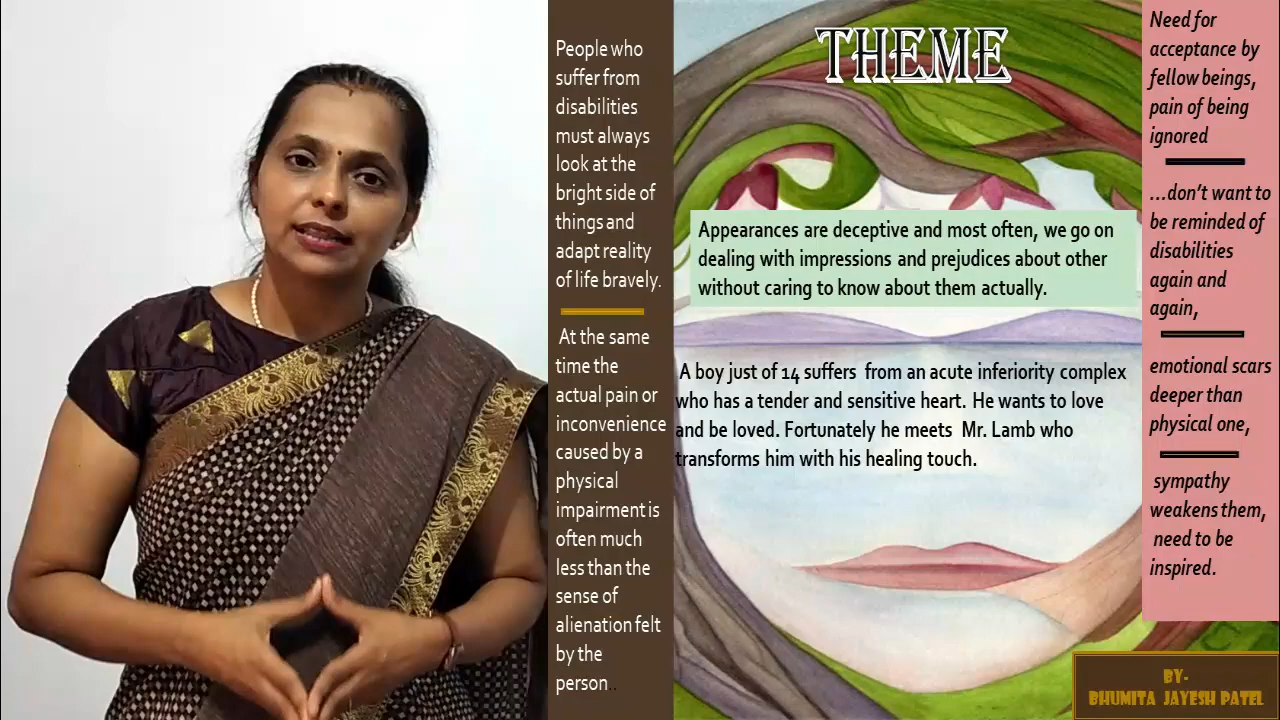 People who
suffer from
disabilities
must always
look at the
bright side of
things and
adapt reality
of life bravely.
At the same
time the
actual pain or
inconvenience
caused by a
physical
impairment is
often much
less than the
sense of
alienation felt
by the
person..
THEME
Appearances are deceptive and most often, we go on
dealing with impressions and prejudices about other
without caring to know about them actually.
A boy just of 14 suffers from an acute inferiority complex
who has a tender and sensitive heart. He wants to love
and be loved. Fortunately he meets Mr. Lamb who
transforms him with his healing touch.
Need for
acceptance by
fellow beings,
pain of being
ignored
...don't want to
be reminded of
disabilities
again and
again,
emotional scars
deeper than
physical one,
sympathy
weakens them,
need to be
inspired.
BY-
BHUMITA JAYESH PATEL